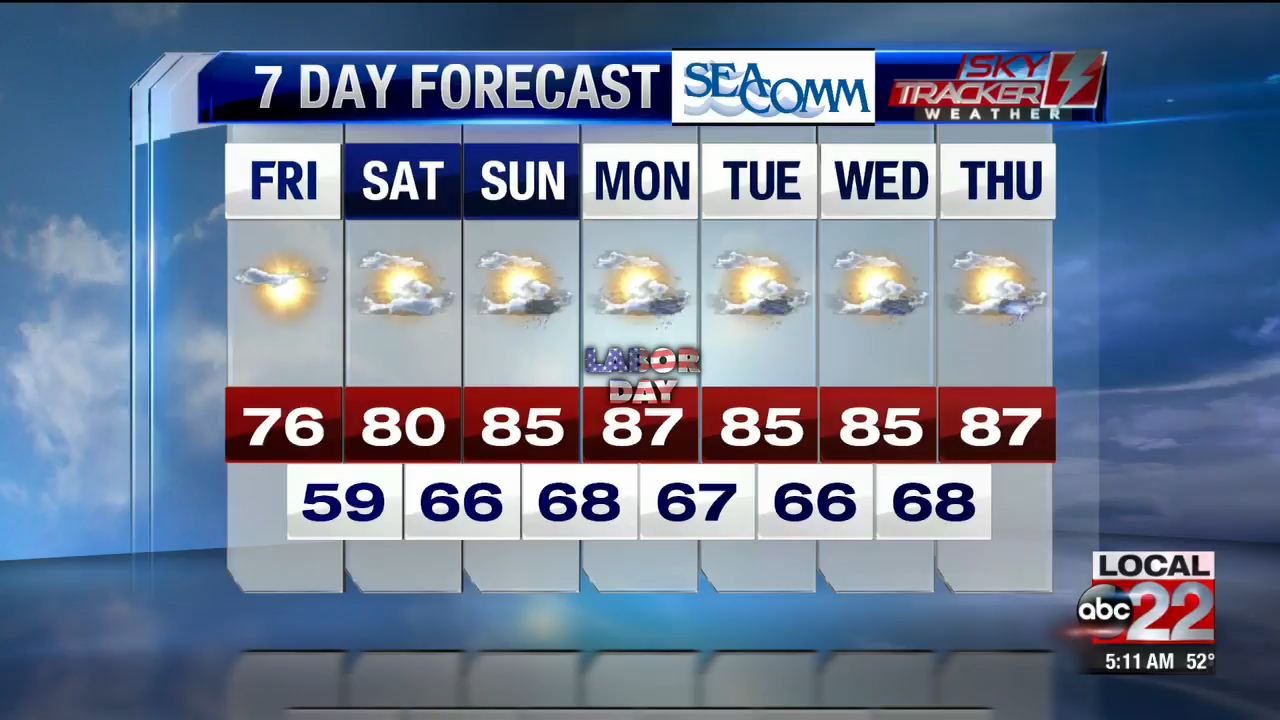 7 DAY FORECAST SEACOMM SKY TRACKER WEATHER
FRI SAT SUN MON TUE WED THU
LABOR DAY
76 80 85 87 85 85 87
59 66 68 67 66 68
LOCAL
abc 22
5:11 AM 52°